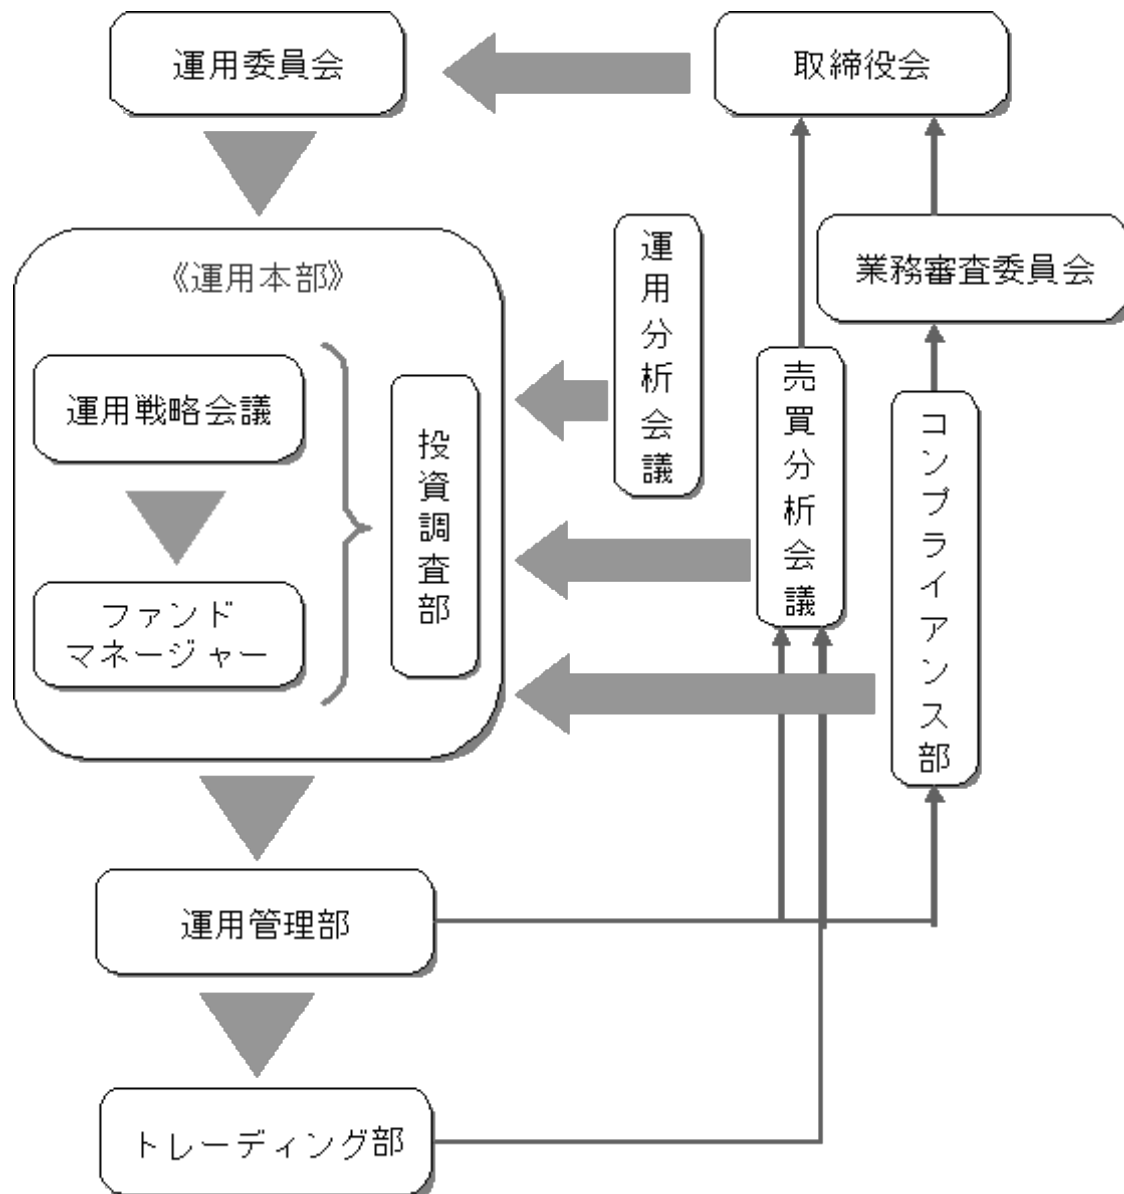 運用委員会
取締役会
《運用本部》
運用分析会議
業務審査委員会
運用戦略会議
投資調査部
売買分析会議
コンプライアンス部
ファンド
マネージャー
運用管理部
トレーディング部